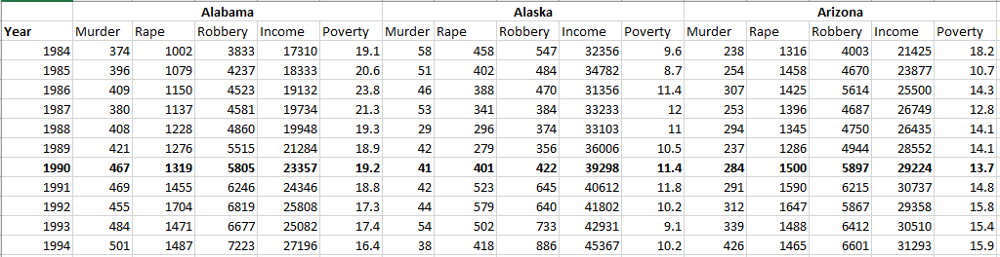 Alabama Alaska Arizona
Year Murder Rape Robbery Income Poverty Murder Rape Robbery Income Poverty Murder Rape Robbery Income Poverty
1984 374 1002 3833 17310 19.1 58 458 547 32356 9.6 238 1316 4003 21425 18.2
1985 396 1079 4237 18333 20.6 51 402 484 34782 8.7 254 1458 4670 23877 10.7
1986 409 1150 4523 19132 23.8 46 388 470 31356 11.4 307 1425 5614 25500 14.3
1987 380 1137 4581 19734 21.3 53 341 384 33233 12 253 1396 4687 26749 12.8
1988 408 1228 4860 19948 19.3 29 296 374 33103 11 294 1345 4750 26435 14.1
1989 421 1276 5515 21284 18.9 42 279 356 36006 10.5 237 1286 4944 28552 14.1
1990 467 1319 5805 23357 19.2 41 401 422 39298 11.4 284 1500 5897 29224 13.7
1991 469 1455 6246 24346 18.8 42 523 645 40612 11.8 291 1590 6215 30737 14.8
1992 455 1704 6819 25808 17.3 44 579 640 41802 10.2 312 1647 5867 29358 15.8
1993 484 1471 6677 25082 17.4 54 502 733 42931 9.1 339 1488 6412 30510 15.4
1994 501 1487 7223 27196 16.4 38 418 886 45367 10.2 426 1465 6601 31293 15.9